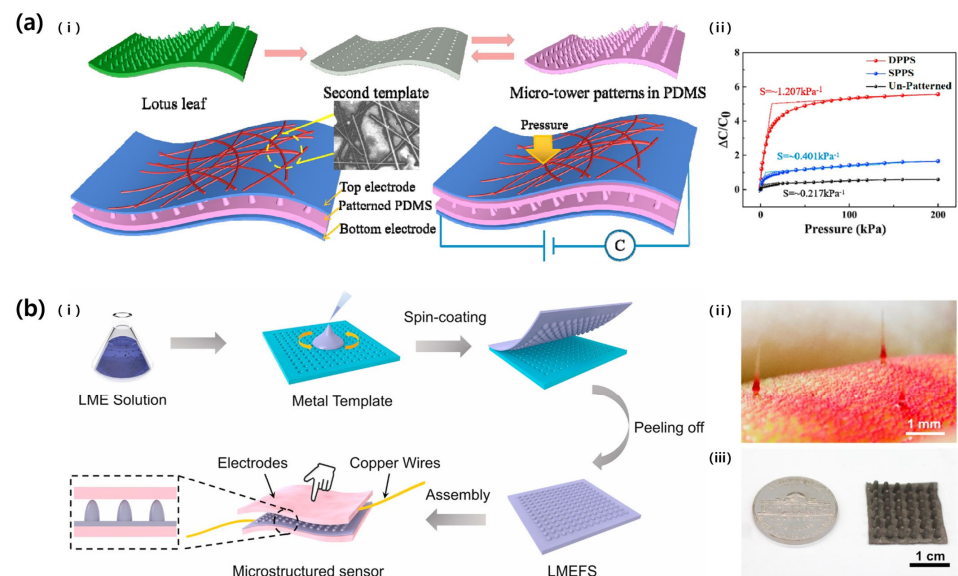 (a) (i)
Lotus leaf
Second template
Micro-tower patterns in PDMS
Pressure
Top electrode
Patterned PDMS
Bottom electrode
C
(ii)
8
6
4
2
0
ΔC/C0
DPPS
SPPS
Un-Patterned
S=~1.207kPa-1
S=~0.401kPa-1
S=~0.217kPa-1
0 50 100 150 200
Pressure (kPa)
(b) (i)
LME Solution
Metal Template
Spin-coating
Peeling off
LMEFS
Assembly
Electrodes
Copper Wires
Microstructured sensor
(ii)
1 mm
(iii)
1 cm